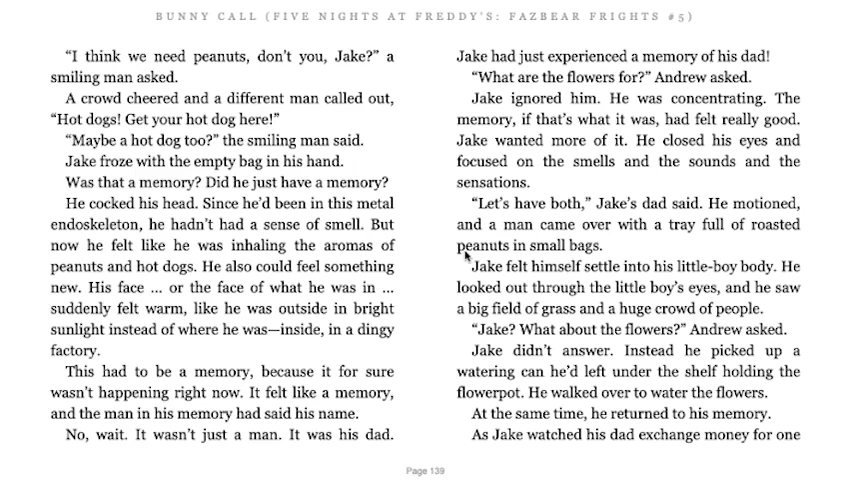 BUNNY CALL (FIVE NIGHTS AT FREDDY'S: FAZBEAR FRIGHTS #5)
“I think we need peanuts, don’t you, Jake?” a
smiling man asked.
A crowd cheered and a different man called out,
“Hot dogs! Get your hot dog here!”
“Maybe a hot dog too?” the smiling man said.
Jake froze with the empty bag in his hand.
Was that a memory? Did he just have a memory?
He cocked his head. Since he’d been in this metal
endoskeleton, he hadn’t had a sense of smell. But
now he felt like he was inhaling the aromas of
peanuts and hot dogs. He also could feel something
new. His face ... or the face of what he was in ...
suddenly felt warm, like he was outside in bright
sunlight instead of where he was—inside, in a dingy
factory.
This had to be a memory, because it for sure
wasn’t happening right now. It felt like a memory,
and the man in his memory had said his name.
No, wait. It wasn’t just a man. It was his dad.
Jake had just experienced a memory of his dad!
“What are the flowers for?” Andrew asked.
Jake ignored him. He was concentrating. The
memory, if that’s what it was, had felt really good.
Jake wanted more of it. He closed his eyes and
focused on the smells and the sounds and the
sensations.
“Let’s have both,” Jake’s dad said. He motioned,
and a man came over with a tray full of roasted
peanuts in small bags.
Jake felt himself settle into his little-boy body. He
looked out through the little boy’s eyes, and he saw
a big field of grass and a huge crowd of people.
“Jake? What about the flowers?” Andrew asked.
Jake didn’t answer. Instead he picked up a
watering can he’d left under the shelf holding the
flowerpot. He walked over to water the flowers.
At the same time, he returned to his memory.
As Jake watched his dad exchange money for one
Page 139